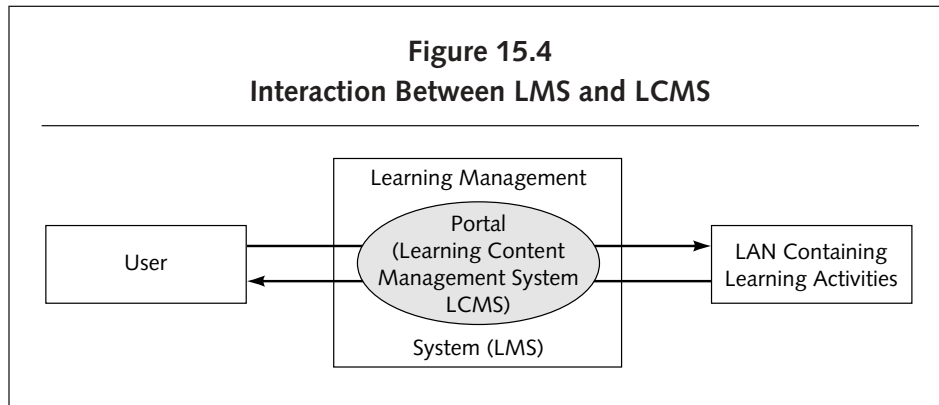 Figure 15.4
Interaction Between LMS and LCMS
Learning Management
Portal
(Learning Content
Management System
LCMS)
System (LMS)
User
LAN Containing
Learning Activities